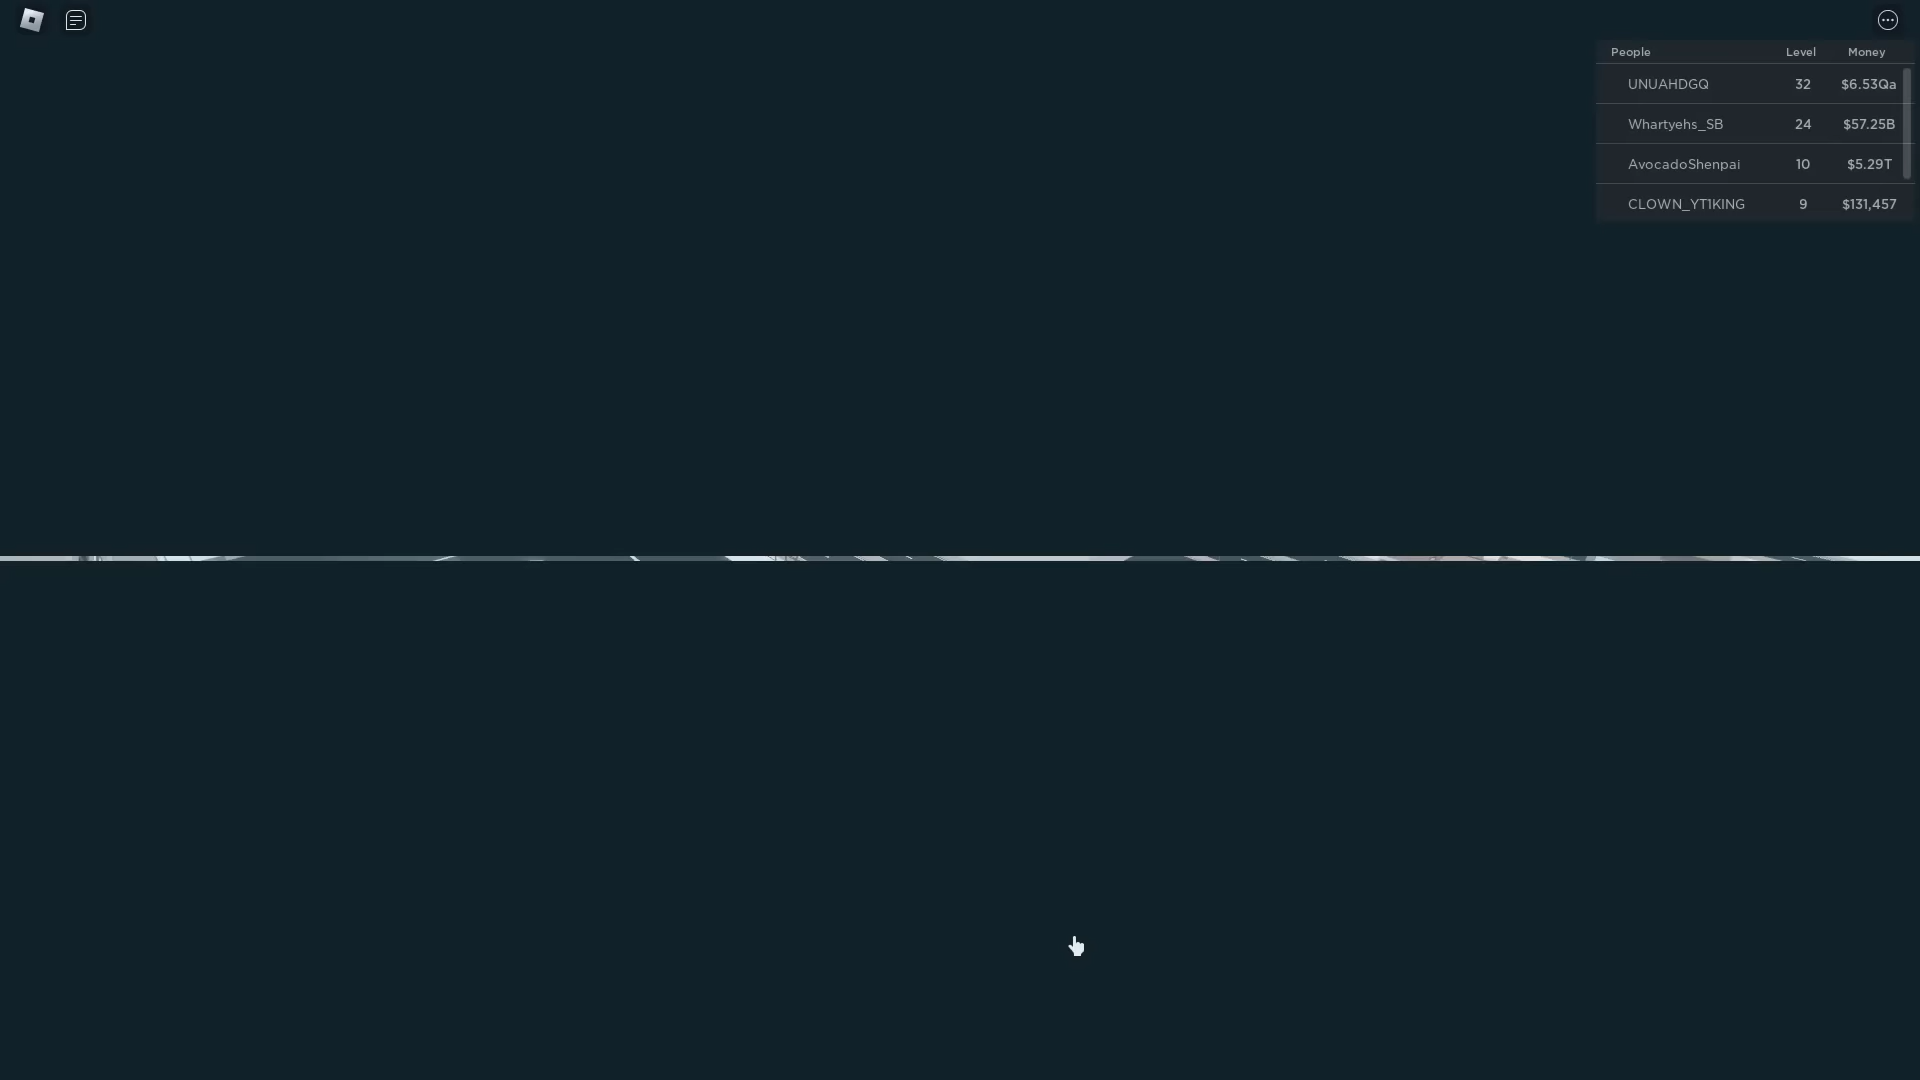 People Level Money
UNUAHDGQ 32 $6.53Qa
Whartyehs_SB 24 $57.25B
AvocadoShenpai 10 $5.29T
CLOWN_YT1KING 9 $131,457